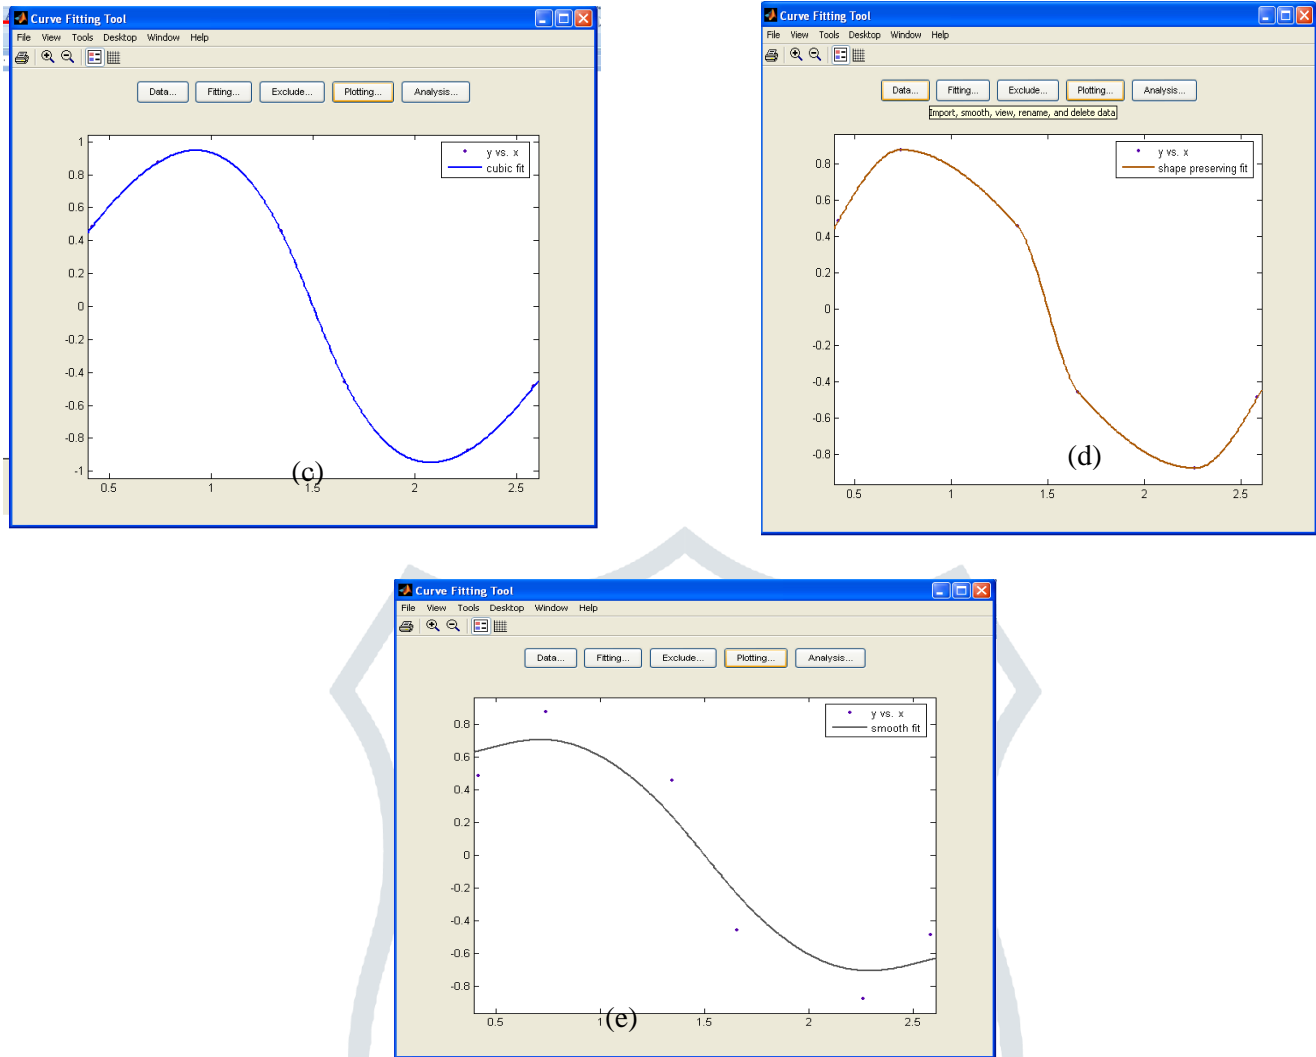 Curve Fitting Tool
File View Tools Desktop Window Help
Data... Fitting... Exclude... Plotting... Analysis...
y vs. x
cubic fit
1
0.8
0.6
0.4
0.2
0
-0.2
-0.4
-0.6
-0.8
-1
0.5 1 1.5 2 2.5
(c)
Curve Fitting Tool
File View Tools Desktop Window Help
Data... Fitting... Exclude... Plotting... Analysis...
Import, smooth, view, rename, and delete data
y vs. x
shape preserving fit
0.8
0.6
0.4
0.2
0
-0.2
-0.4
-0.6
-0.8
0.5 1 1.5 2 2.5
(d)
Curve Fitting Tool
File View Tools Desktop Window Help
Data... Fitting... Exclude... Plotting... Analysis...
y vs. x
smooth fit
0.8
0.6
0.4
0.2
0
-0.2
-0.4
-0.6
-0.8
0.5 1 1.5 2 2.5
(e)